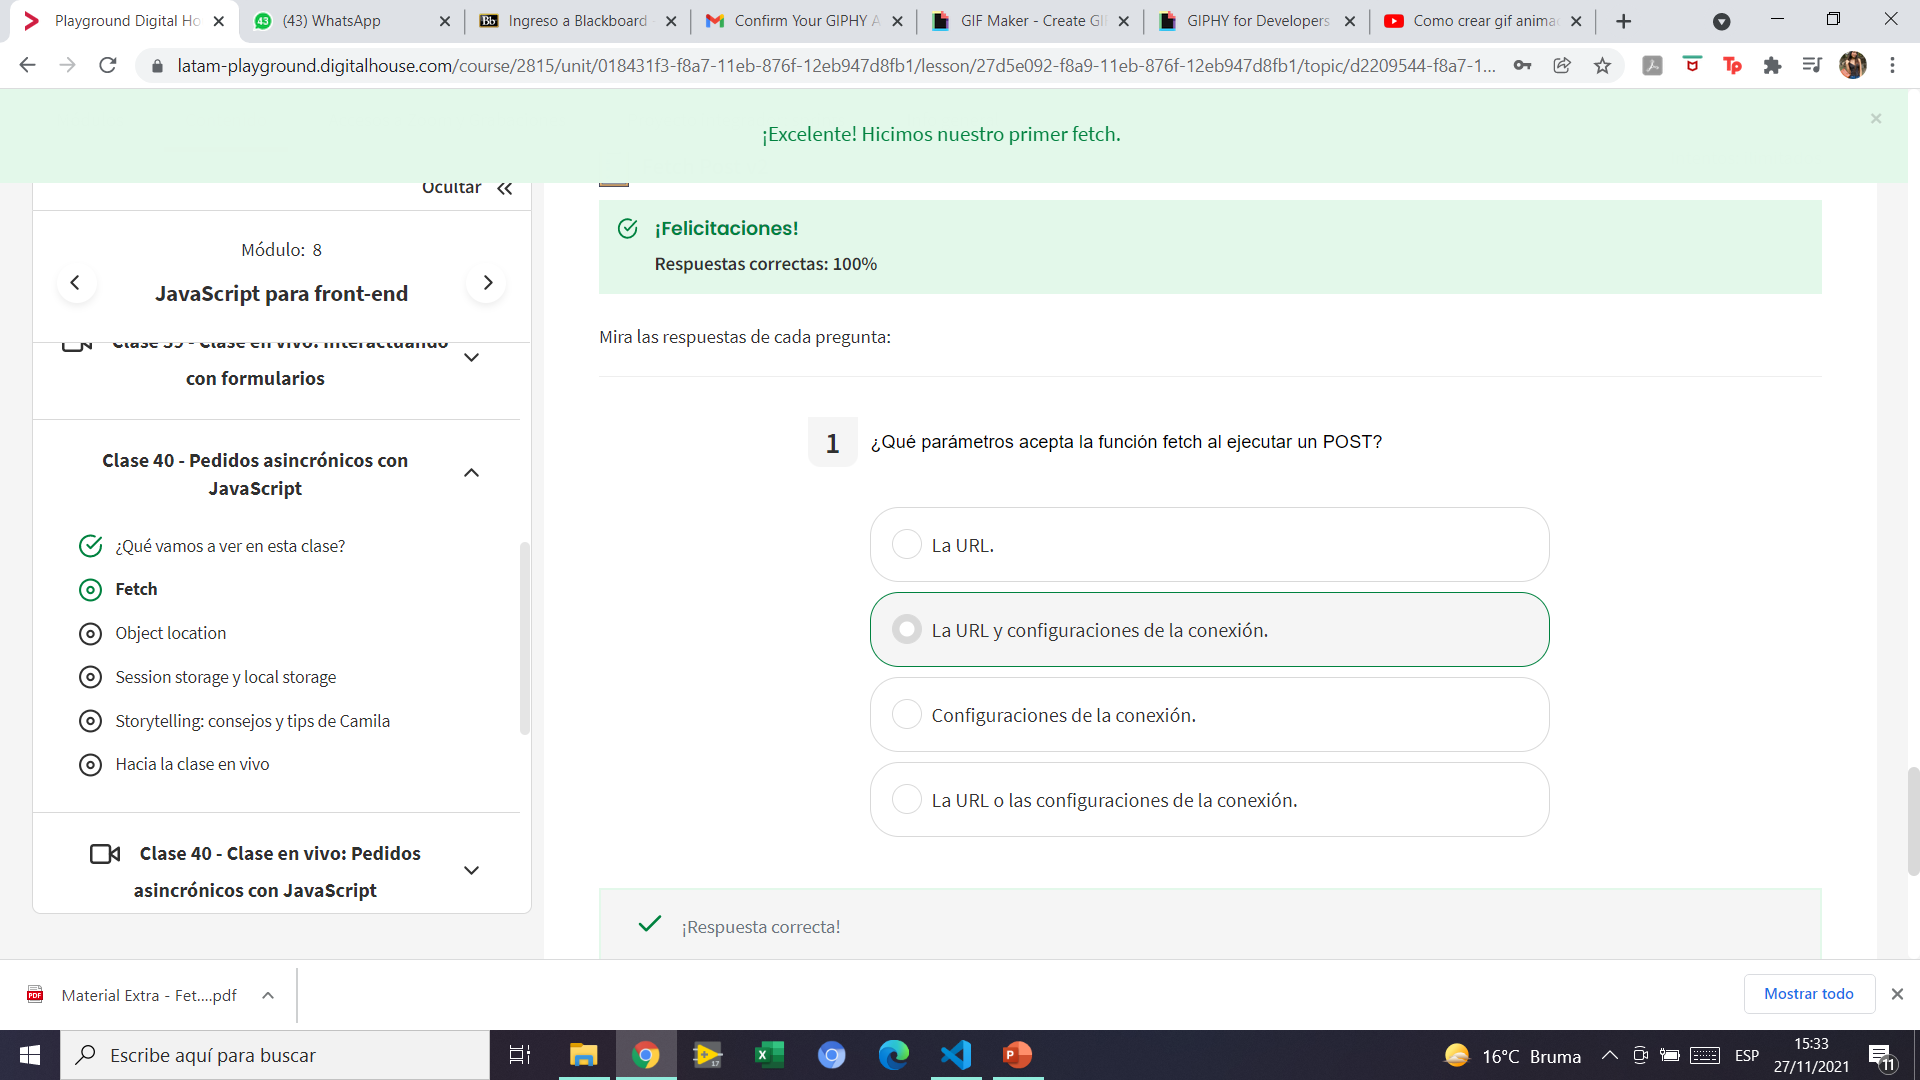 Playground Digital Ho
(43) WhatsApp
Ingreso a Blackboard
Confirm Your GIPHY A
GIF Maker - Create GI
GIPHY for Developers
Como crear gif anima
latam-playground.digitalhouse.com/course/2815/unit/018431f3-f8a7-11eb-876f-12eb947d8fb1/lesson/27d5e092-f8a9-11eb-876f-12eb947d8fb1/topic/d2209544-f8a7-1...
¡Excelente! Hicimos nuestro primer fetch.
Ocultar
Módulo: 8
JavaScript para front-end
Clase 39 - Clase en vivo: Interactuando
con formularios
Clase 40 - Pedidos asincrónicos con
JavaScript
¿Qué vamos a ver en esta clase?
Fetch
Object location
Session storage y local storage
Storytelling: consejos y tips de Camila
Hacia la clase en vivo
Clase 40 - Clase en vivo: Pedidos
asincrónicos con JavaScript
¡Felicitaciones!
Respuestas correctas: 100%
Mira las respuestas de cada pregunta:
1 ¿Qué parámetros acepta la función fetch al ejecutar un POST?
La URL.
La URL y configuraciones de la conexión.
Configuraciones de la conexión.
La URL o las configuraciones de la conexión.
¡Respuesta correcta!
Material Extra - Fet....pdf
Mostrar todo
Escribe aquí para buscar
16°C Bruma
ESP
15:33
27/11/2021
11